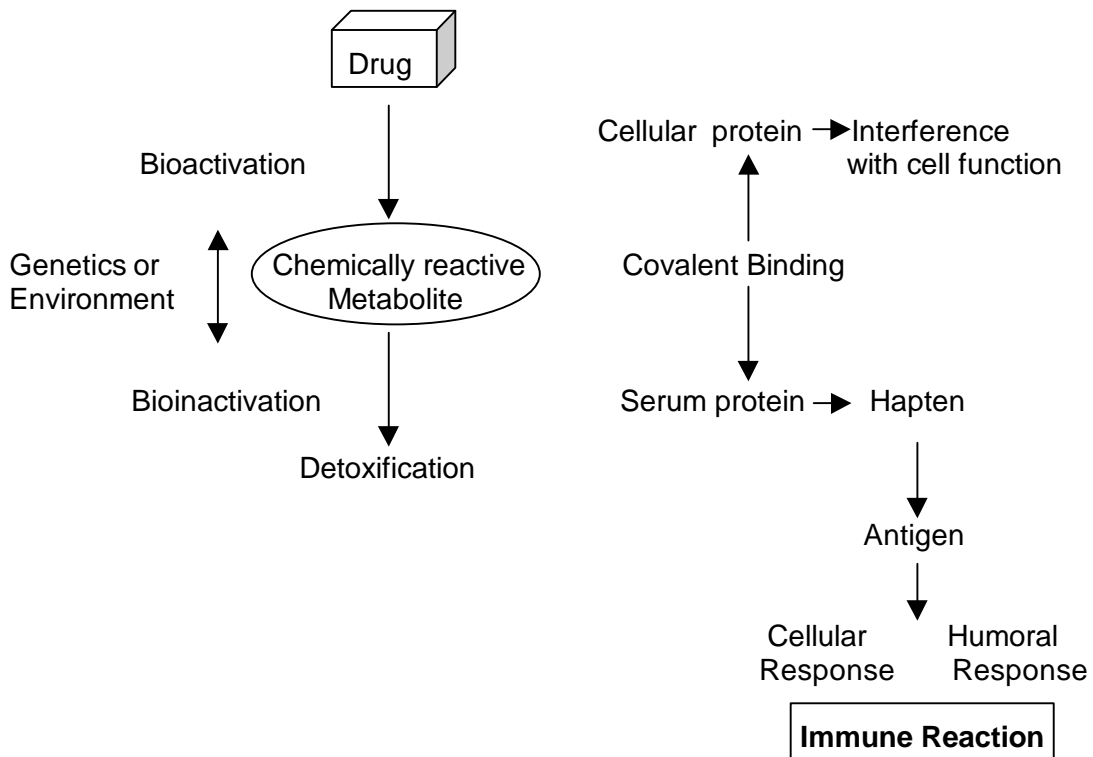 Drug
Bioactivation
Genetics or
Environment
Chemically reactive
Metabolite
Bioinactivation
Detoxification
Cellular protein
Interference
with cell function
Covalent Binding
Serum protein
Hapten
Antigen
Cellular
Response
Humoral
Response
Immune Reaction